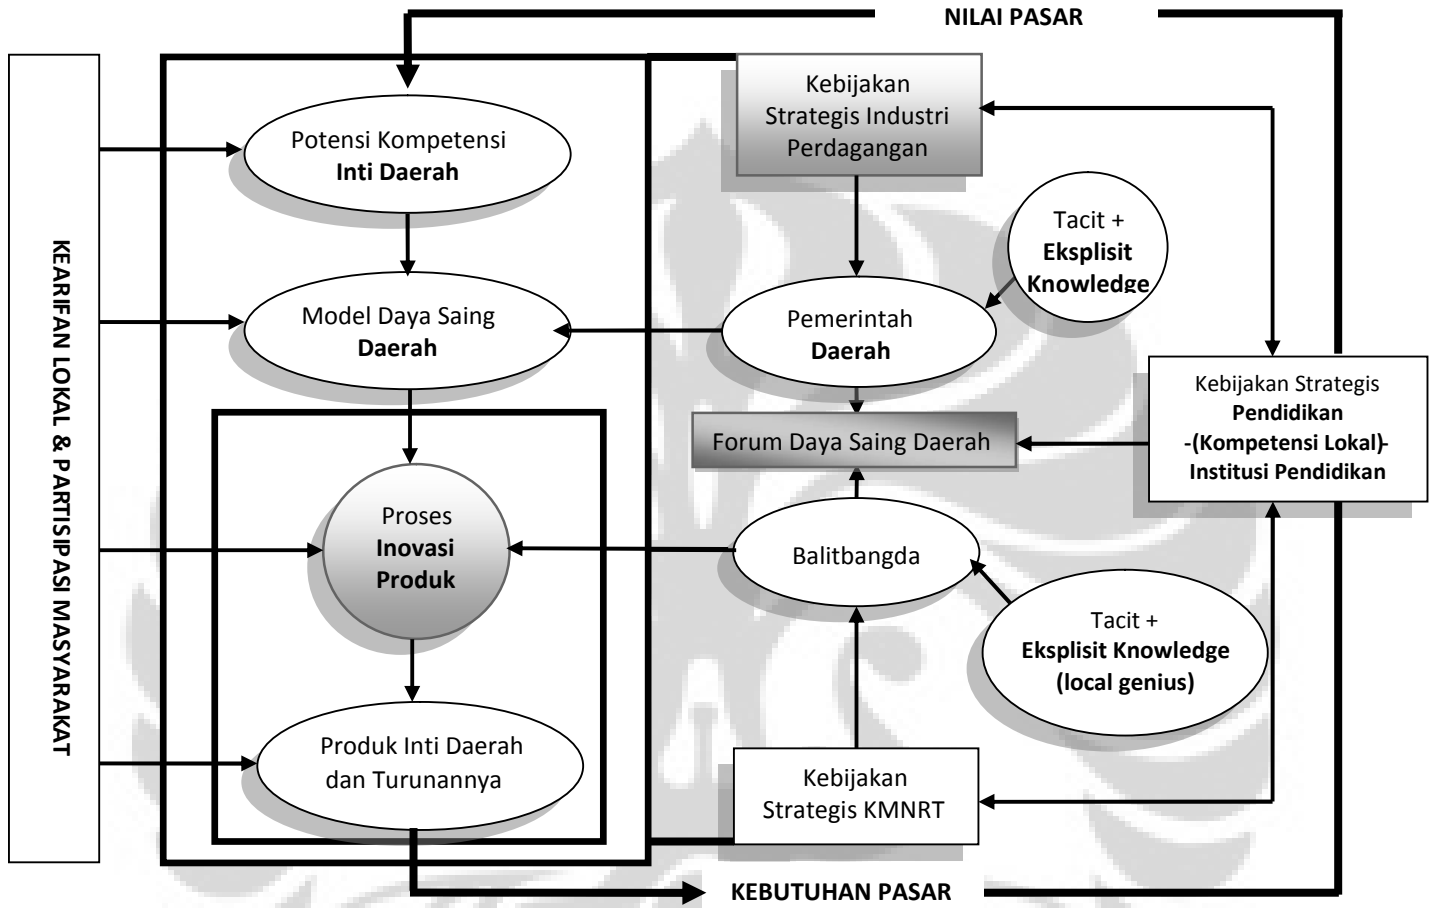 NILAI PASAR
KEARIFAN LOKAL & PARTISIPASI MASYARAKAT
Potensi Kompetensi
Inti Daerah
Model Daya Saing
Daerah
Proses
Inovasi
Produk
Produk Inti Daerah
dan Turunannya
Kebijakan
Strategis Industri
Perdagangan
Tacit +
Eksplisit
Knowledge
Pemerintah
Daerah
Forum Daya Saing Daerah
Kebijakan Strategis
Pendidikan
-(Kompetensi Lokal)-
Institusi Pendidikan
Balitbangda
Tacit +
Eksplisit Knowledge
(local genius)
Kebijakan
Strategis KMNRT
KEBUTUHAN PASAR